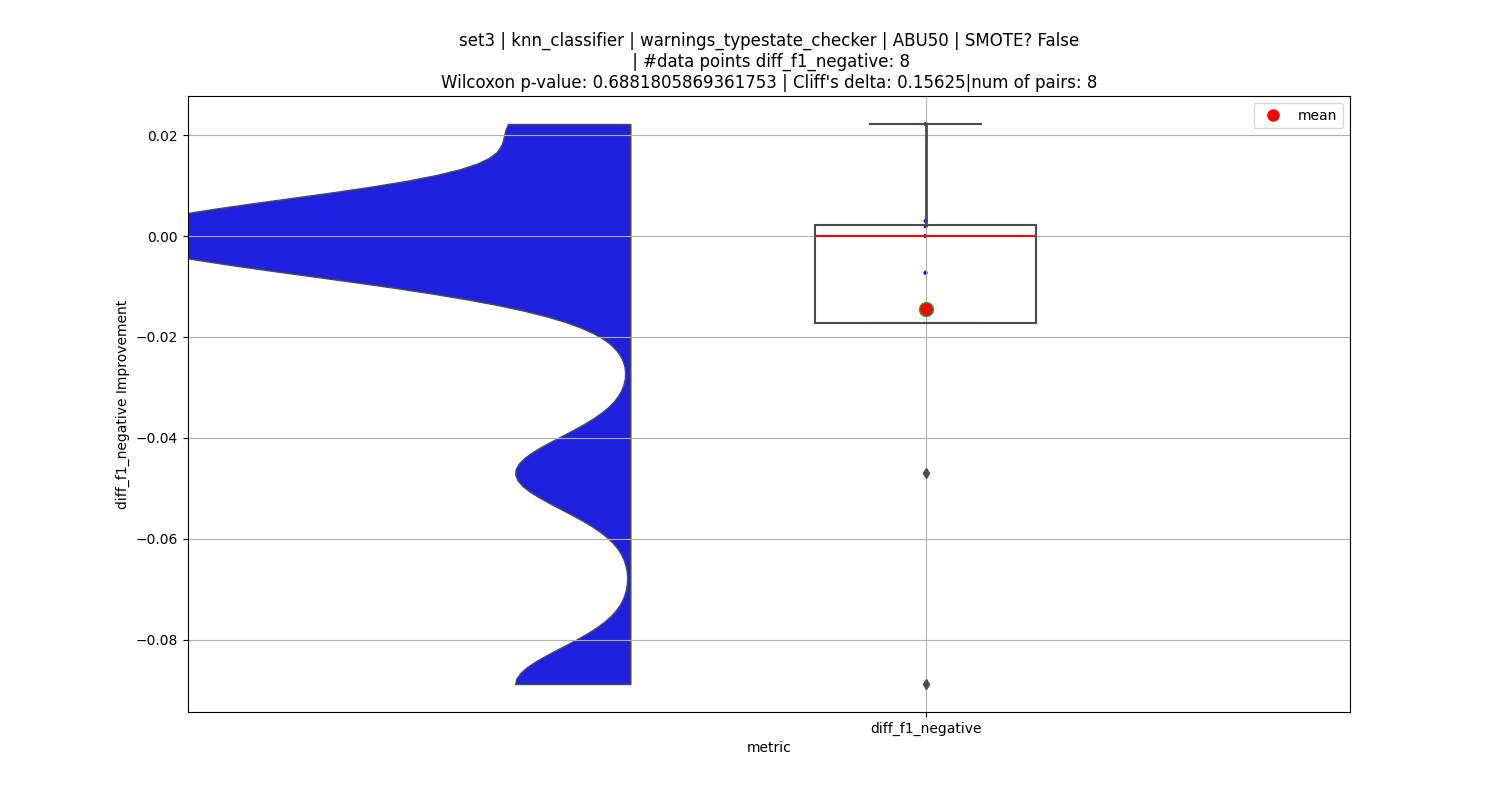 set3 | knn_classifier | warnings_typestate_checker | ABU50 | SMOTE? False
| #data points diff_f1_negative: 8
Wilcoxon p-value: 0.6881805869361753 | Cliff's delta: 0.15625|num of pairs: 8
mean
0.02
0.00
−0.02
−0.04
−0.06
−0.08
diff_f1_negative Improvement
diff_f1_negative
metric